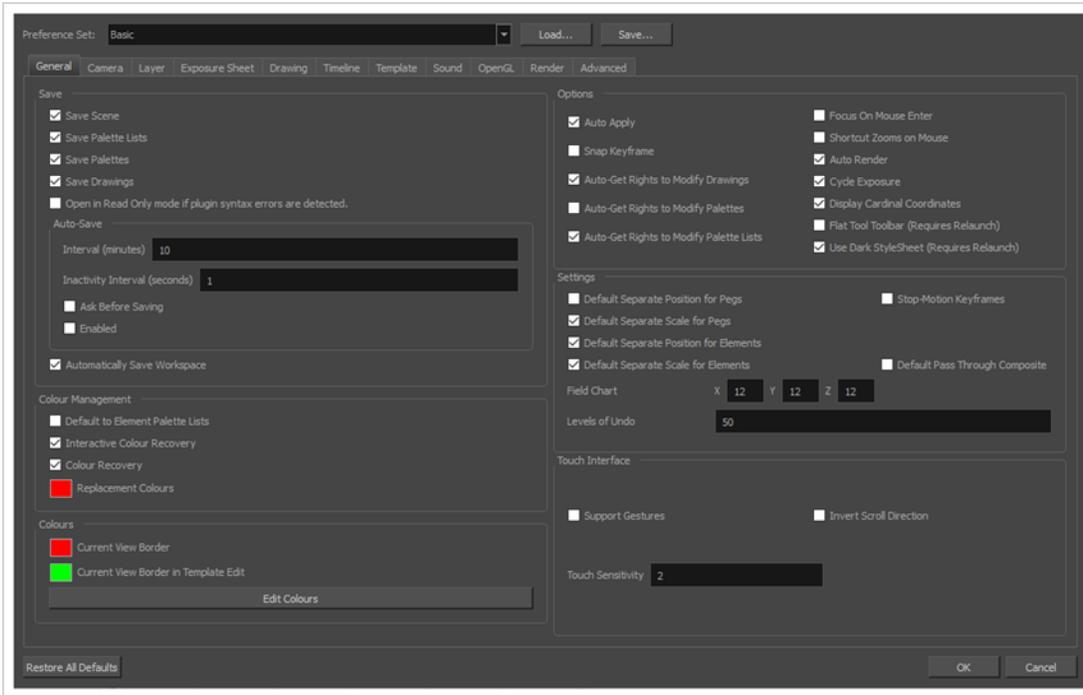 Preference Set: Basic Load... Save...
General Camera Layer Exposure Sheet Drawing Timeline Template Sound OpenGL Render Advanced
Save
Save Scene
Save Palette Lists
Save Palettes
Save Drawings
Open in Read Only mode if plugin syntax errors are detected.
Auto-Save
Interval (minutes) 10
Inactivity Interval (seconds) 1
Ask Before Saving
Enabled
Automatically Save Workspace
Colour Management
Default to Element Palette Lists
Interactive Colour Recovery
Colour Recovery
Replacement Colours
Colours
Current View Border
Current View Border in Template Edit
Edit Colours
Options
Auto Apply
Snap Keyframe
Auto-Get Rights to Modify Drawings
Auto-Get Rights to Modify Palettes
Auto-Get Rights to Modify Palette Lists
Focus On Mouse Enter
Shortcut Zooms on Mouse
Auto Render
Cycle Exposure
Display Cardinal Coordinates
Flat Tool Toolbar (Requires Relaunch)
Use Dark StyleSheet (Requires Relaunch)
Settings
Default Separate Position for Pegs Stop-Motion Keyframes
Default Separate Scale for Pegs
Default Separate Position for Elements
Default Separate Scale for Elements Default Pass Through Composite
Field Chart X 12 Y 12 Z 12
Levels of Undo 50
Touch Interface
Support Gestures Invert Scroll Direction
Touch Sensitivity 2
Restore All Defaults OK Cancel